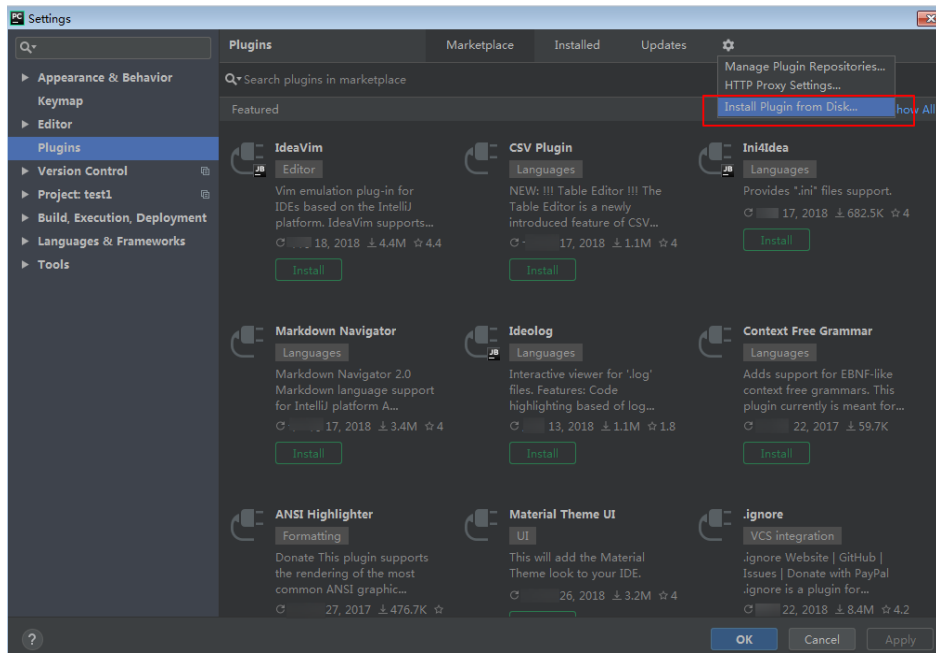 PC Settings
Plugins Marketplace Installed Updates
Appearance & Behavior
Keymap
Editor
Plugins
Version Control
Project: test1
Build, Execution, Deployment
Languages & Frameworks
Tools
Manage Plugin Repositories...
HTTP Proxy Settings...
Install Plugin from Disk...
Search plugins in marketplace
Featured how All
IdeaVim
Editor
Vim emulation plug-in for
IDEs based on the IntelliJ
platform. IdeaVim supports...
18, 2018 4.4M 4.4
Install
CSV Plugin
Languages
NEW: !!! Table Editor !!! The
Table Editor is a newly
introduced feature of CSV...
17, 2018 1.1M 4
Install
JB
Ini4Idea
Languages
Provides ".ini" files support.
17, 2018 682.5K 4
Install
JB
Markdown Navigator
Languages
Markdown Navigator 2.0
Markdown language support
for IntelliJ platform A...
17, 2018 3.4M 4
Install
Ideolog
Languages
Interactive viewer for '.log'
files. Features: Code
highlighting based of log...
13, 2018 1.1M 1.8
Install
JB
Context Free Grammar
Languages
Adds support for EBNF-like
context free grammars. This
plugin currently is meant for...
22, 2017 59.7K
Install
ANSI Highlighter
Formatting
Donate This plugin supports
the rendering of the most
common ANSI graphic...
27, 2017 476.7K
Material Theme UI
UI
This will add the Material
Theme look to your IDE.
26, 2018 3.2M 4
.ignore
VCS integration
.ignore Website | GitHub |
Issues | Donate with PayPal
.ignore is a plugin for...
22, 2018 8.4M 4.2
? OK Cancel Apply